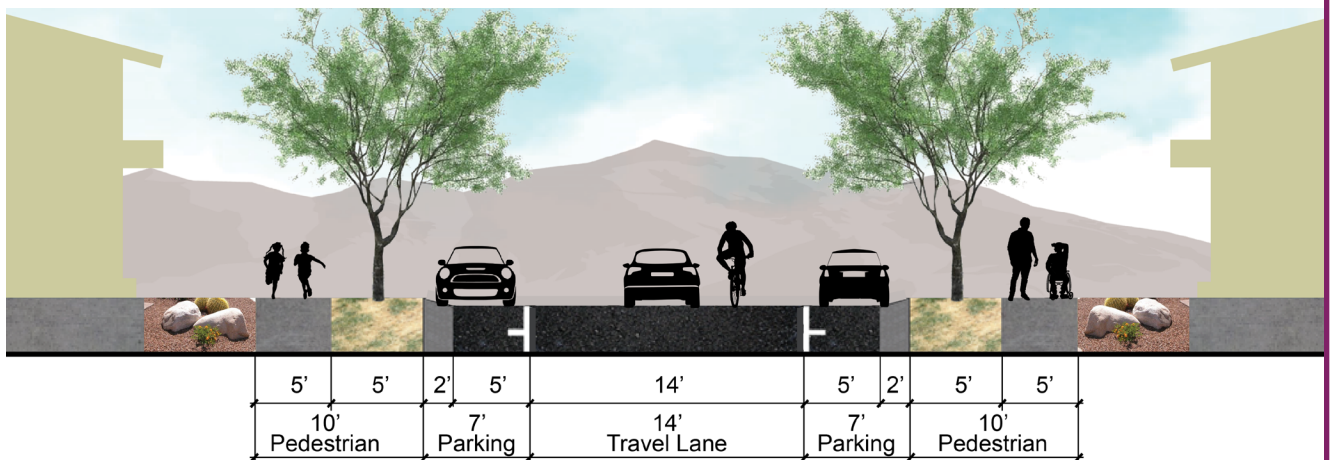 5’ 5’ 2’ 5’ 14’ 5’ 2’ 5’ 5’
10’ 7’ 14’ 7’ 10’
Pedestrian Parking Travel Lane Parking Pedestrian